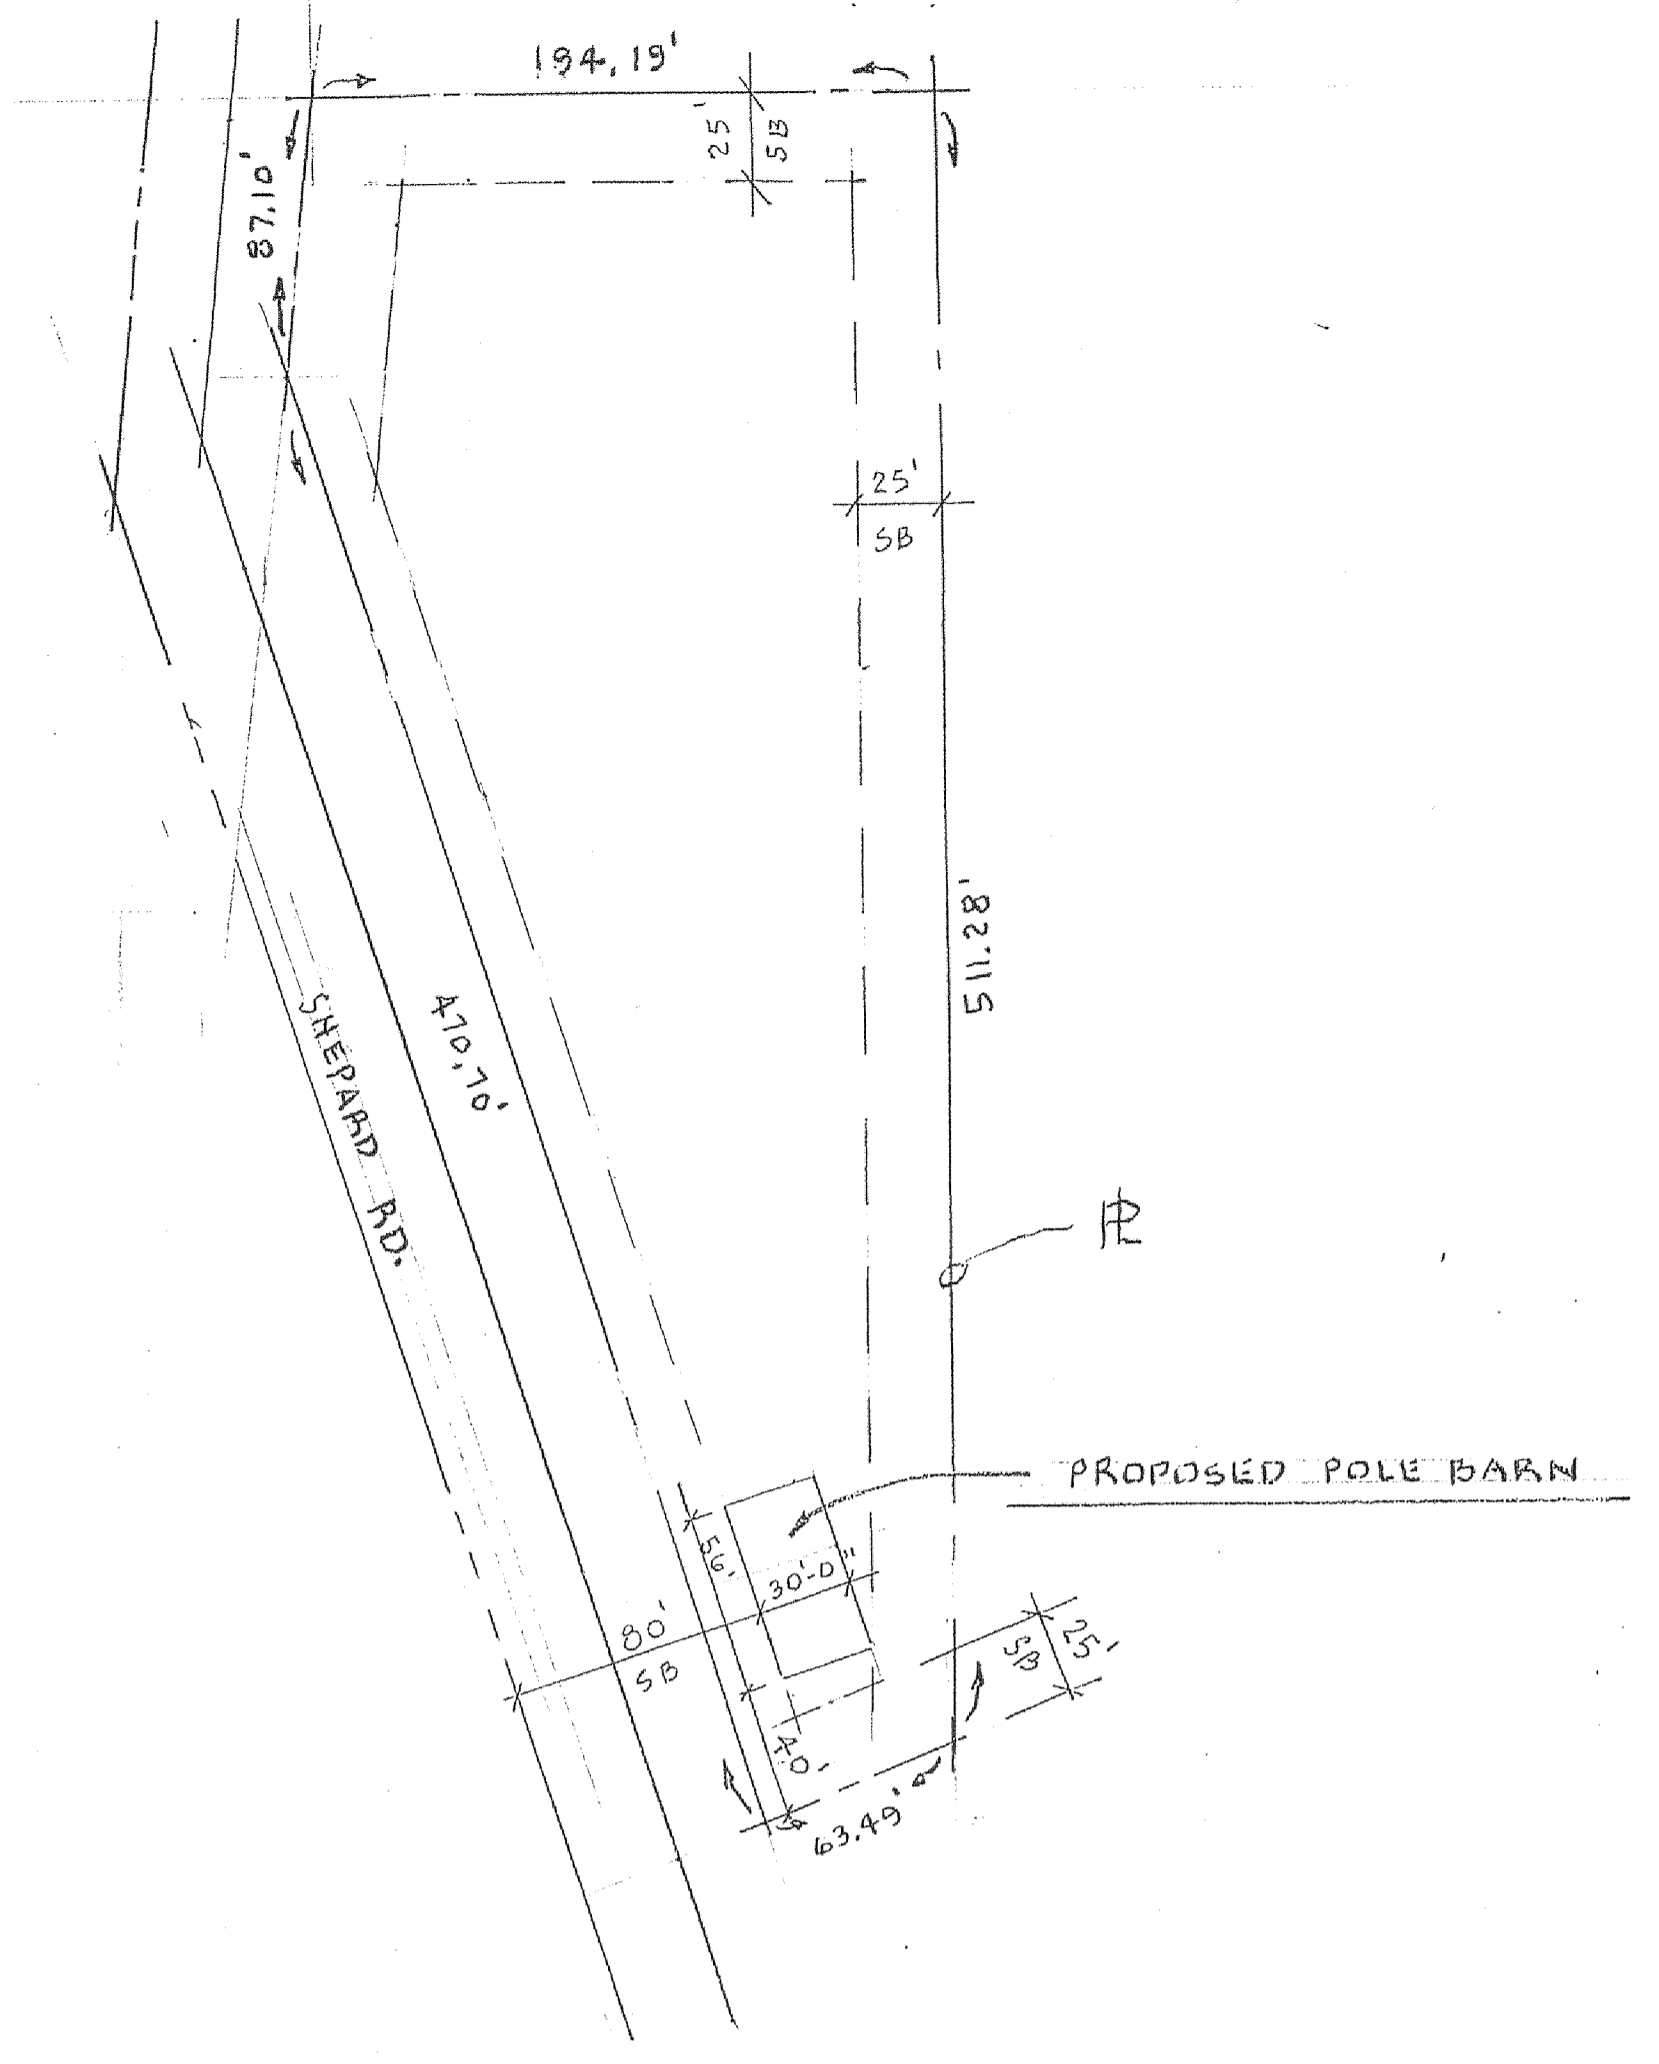 194.19'
25'
SB
87.10'
25'
SB
511.28'
470.70'
SHEPARD RD.
PL
PROPOSED POLE BARN
56'
30'-0"
80'
SB
25'
SB
40'
63.49'